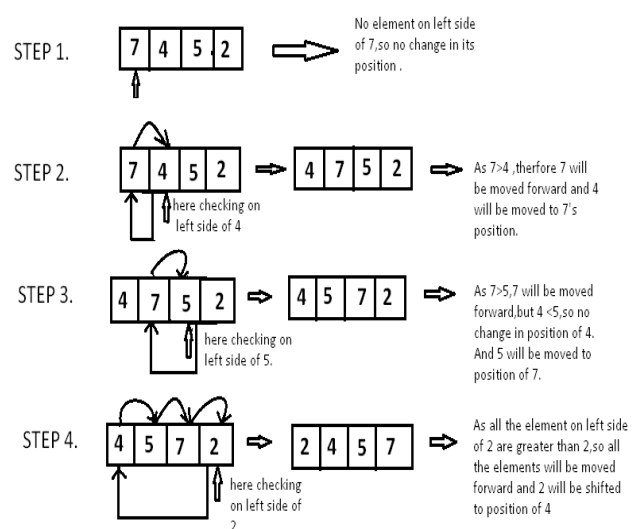 STEP 1.
7 4 5 2
No element on left side
of 7,so no change in its
position .
STEP 2.
7 4 5 2
here checking on
left side of 4
4 7 5 2
As 7>4 ,therfore 7 will
be moved forward and 4
will be moved to 7's
position.
STEP 3.
4 7 5 2
here checking on
left side of 5.
4 5 7 2
As 7>5,7 will be moved
forward,but 4 <5,so no
change in position of 4.
And 5 will be moved to
position of 7.
STEP 4.
4 5 7 2
here checking
on left side of
2
2 4 5 7
As all the element on left side
of 2 are greater than 2,so all
the elements will be moved
forward and 2 will be shifted
to position of 4